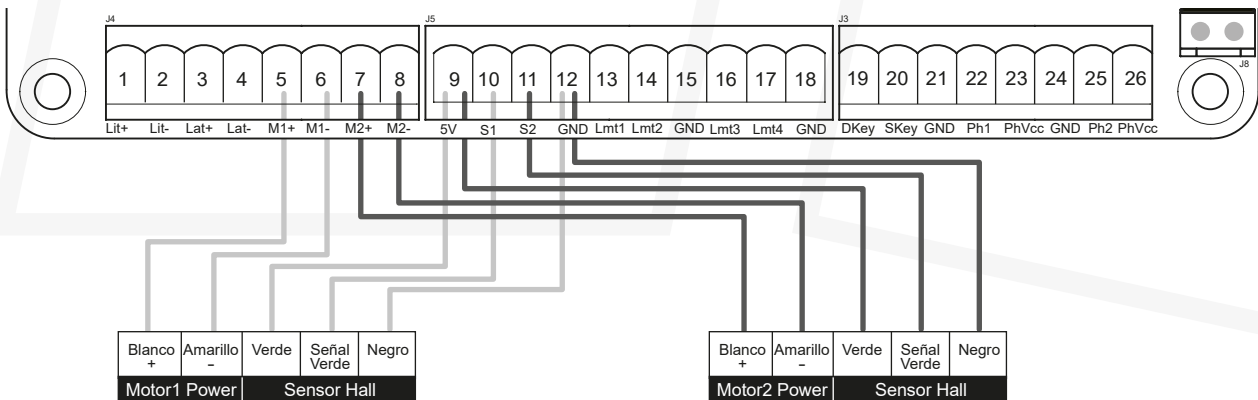 J4 J5 J3
J8
1 2 3 4 5 6 7 8 9 10 11 12 13 14 15 16 17 18 19 20 21 22 23 24 25 26
Lit+ Lit- Lat+ Lat- M1+ M1- M2+ M2- 5V S1 S2 GND Lmt1 Lmt2 GND Lmt3 Lmt4 GND DKey SKey GND Ph1 PhVcc GND Ph2 PhVcc
Blanco Amarillo Verde Señal Negro
+ - Verde
Motor1 Power Sensor Hall
Blanco Amarillo Verde Señal Negro
+ - Verde
Motor2 Power Sensor Hall